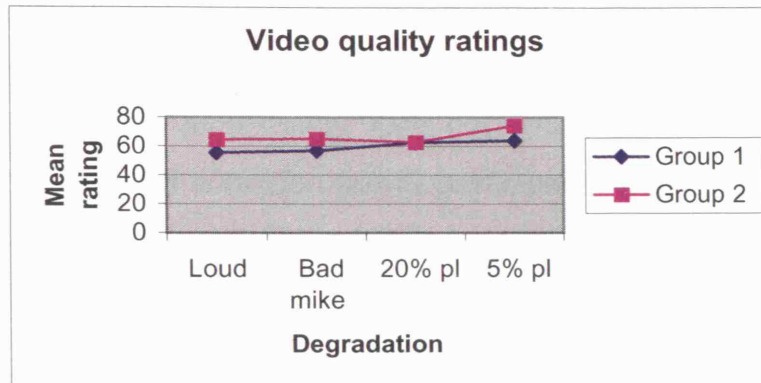 Video quality ratings
Mean
rating
80
60
40
20
0
Loud
Bad
mike
20% pl
5% pl
Degradation
Group 1
Group 2